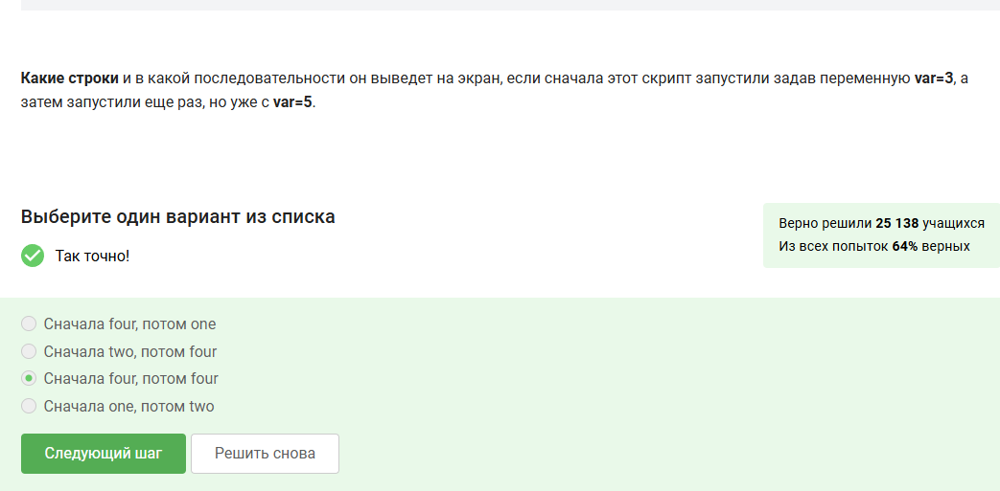 Какие строки и в какой последовательности он выведет на экран, если сначала этот скрипт запустили задав переменную var=3, а
затем запустили еще раз, но уже с var=5.
Выберите один вариант из списка
Верно решили 25 138 учащихся
Из всех попыток 64% верных
Так точно!
Сначала four, потом one
Сначала two, потом four
Сначала four, потом four
Сначала one, потом two
Следующий шаг
Решить снова